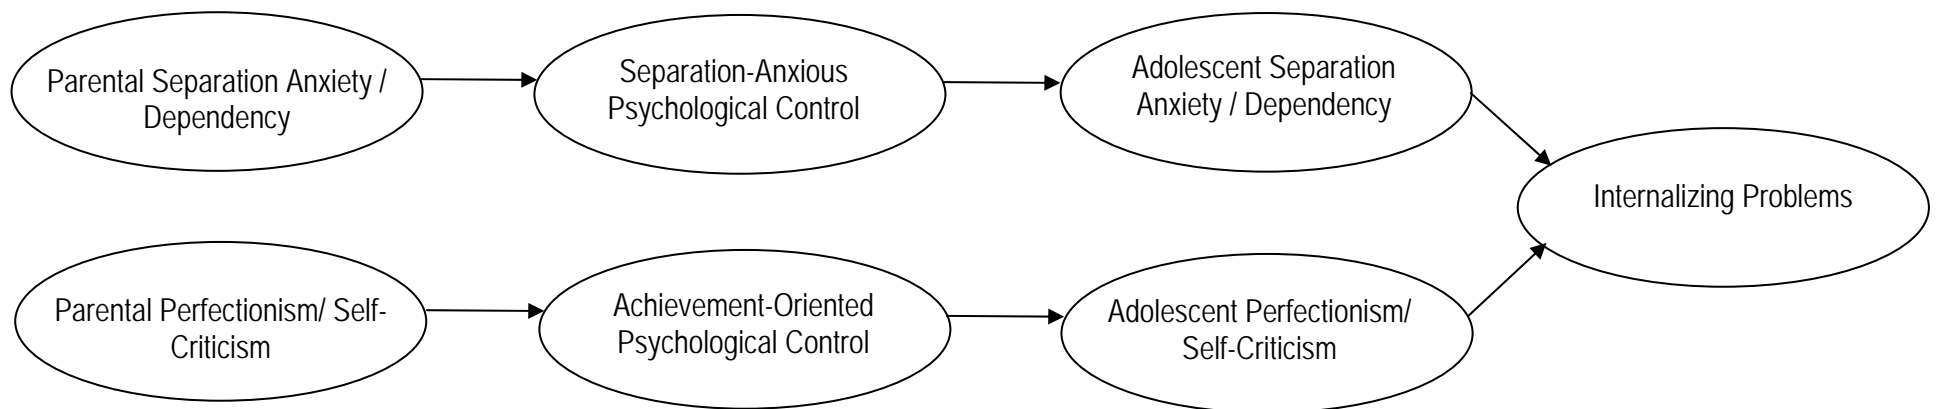 Parental Separation Anxiety /
Dependency
Separation-Anxious
Psychological Control
Adolescent Separation
Anxiety / Dependency
Internalizing Problems
Parental Perfectionism/ Self-
Criticism
Achievement-Oriented
Psychological Control
Adolescent Perfectionism/
Self-Criticism